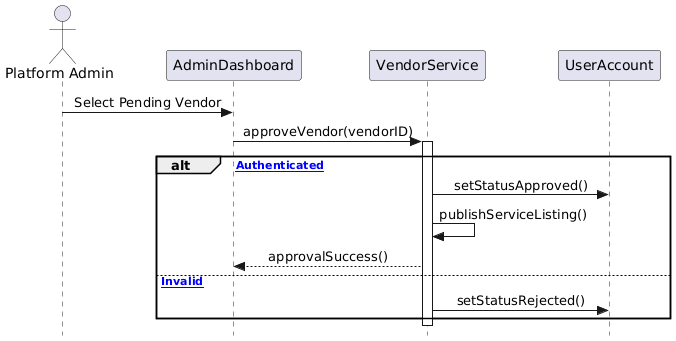 Platform Admin
AdminDashboard
VendorService
UserAccount
Select Pending Vendor
approveVendor(vendorID)
alt
Authenticated
setStatusApproved()
publishServiceListing()
approvalSuccess()
Invalid
setStatusRejected()